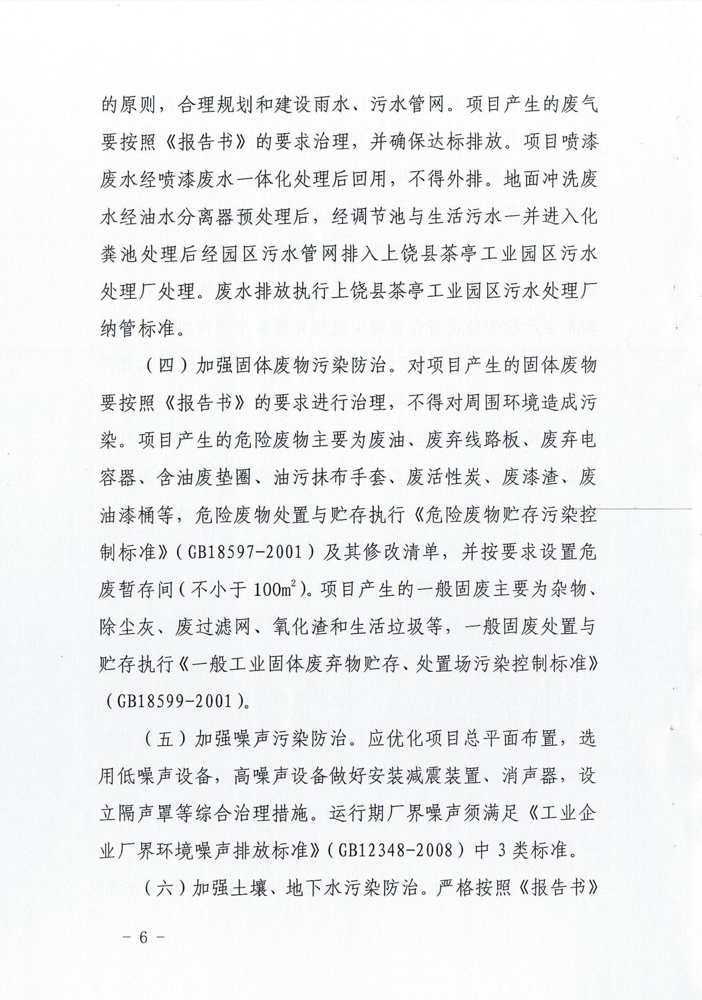 的原则，合理规划和建设雨水、污水管网。项目产生的废气
要按照《报告书》的要求治理，并确保达标排放。项目喷漆
废水经喷漆废水一体化处理后回用，不得外排。地面冲洗废
水经油水分离器预处理后，经调节池与生活污水一并进入化
粪池处理后经园区污水管网排入上饶县茶亭工业园区污水
处理厂处理。废水排放执行上饶县茶亭工业园区污水处理厂
纳管标准。
（四）加强固体废物污染防治。对项目产生的固体废物
要按照《报告书》的要求进行治理，不得对周围环境造成污
染。项目产生的危险废物主要为废油、废弃线路板、废弃电
容器、含油废垫圈、油污抹布手套、废活性炭、废漆渣、废
油漆桶等，危险废物处置与贮存执行《危险废物贮存污染控
制标准》（GB18597-2001）及其修改清单，并按要求设置危
废暂存间（不小于 100m²）。项目产生的一般固废主要为杂物、
除尘灰、废过滤网、氧化渣和生活垃圾等，一般固废处置与
贮存执行《一般工业固体废弃物贮存、处置场污染控制标准》
（GB18599-2001）。
（五）加强噪声污染防治。应优化项目总平面布置，选
用低噪声设备，高噪声设备做好安装减震装置、消声器，设
立隔声罩等综合治理措施。运行期厂界噪声须满足《工业企
业厂界环境噪声排放标准》（GB12348-2008）中 3 类标准。
（六）加强土壤、地下水污染防治。严格按照《报告书》
- 6 -